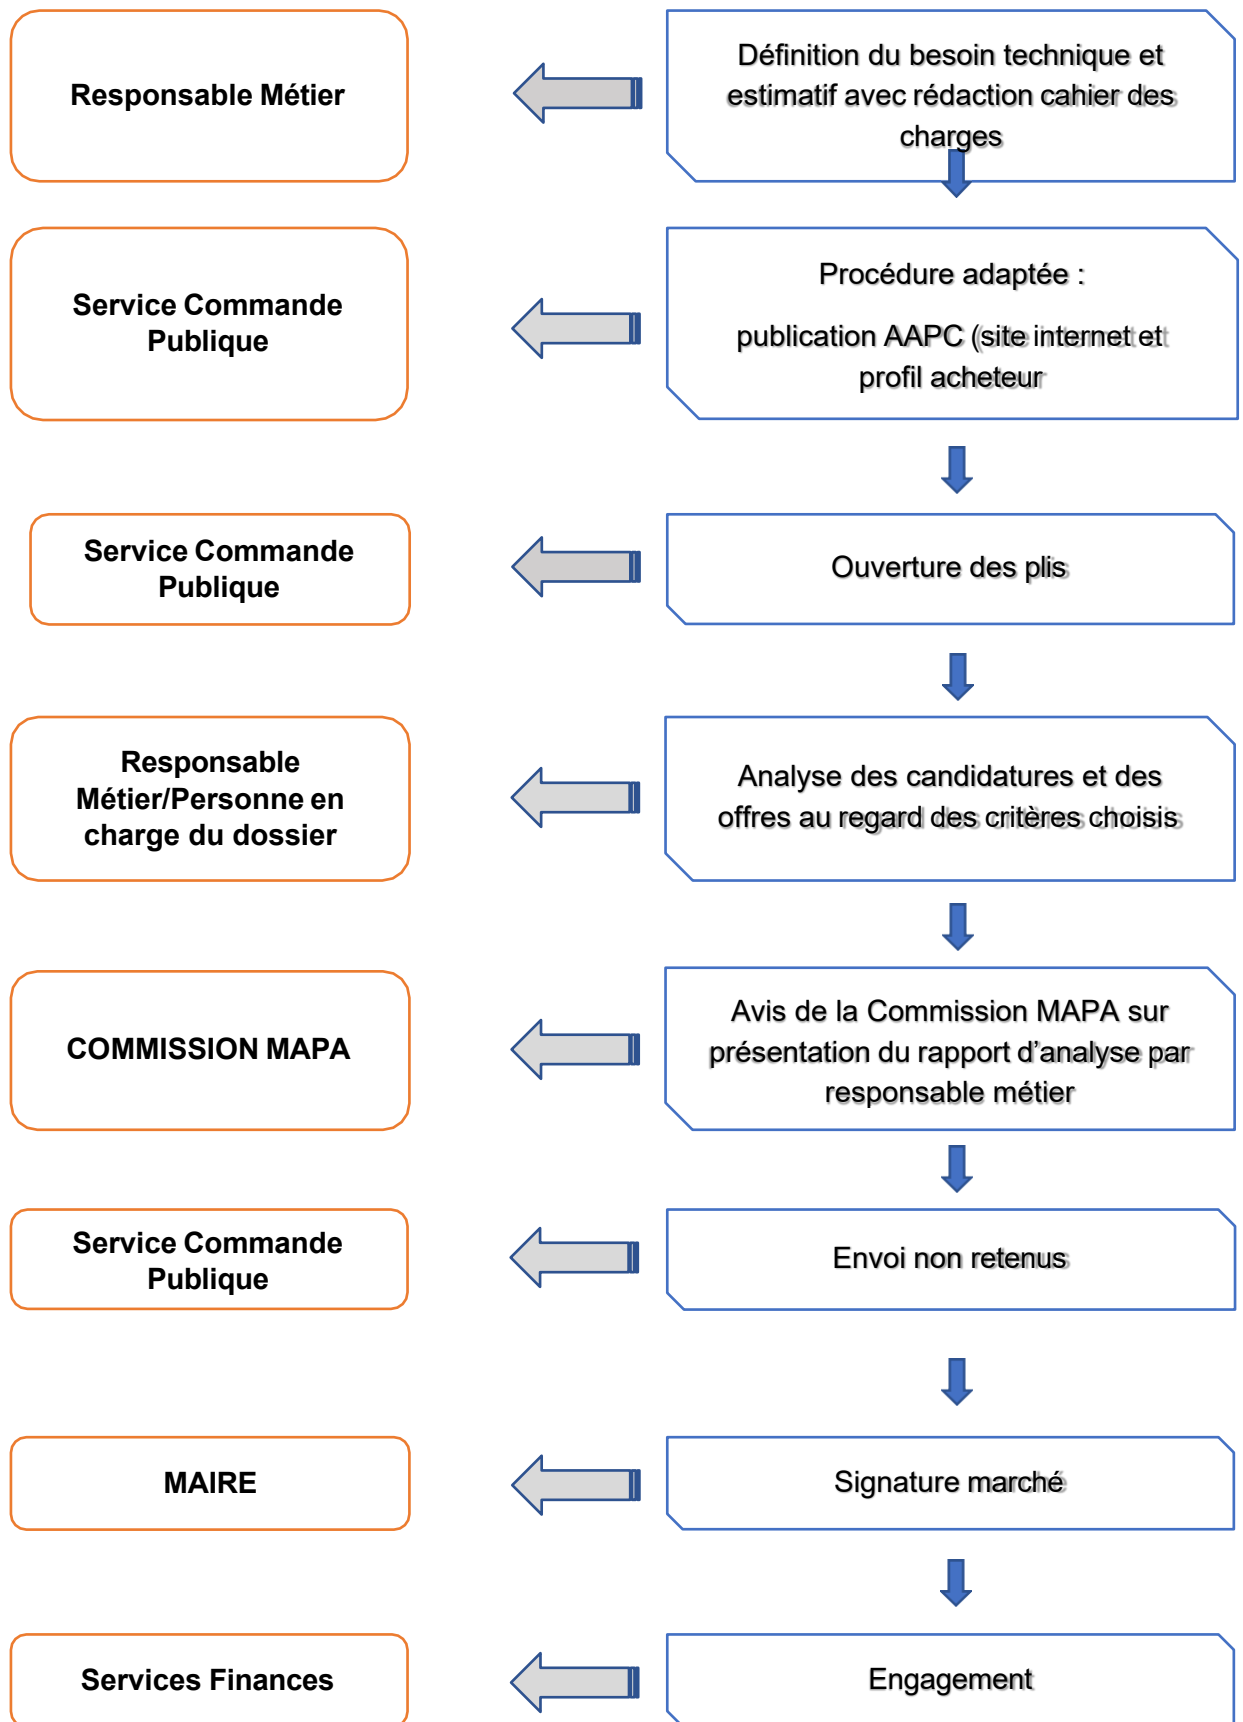 Responsable Métier
Définition du besoin technique et
estimatif avec rédaction cahier des
charges
Service Commande
Publique
Procédure adaptée :
publication AAPC (site internet et
profil acheteur
Service Commande
Publique
Ouverture des plis
Responsable
Métier/Personne en
charge du dossier
Analyse des candidatures et des
offres au regard des critères choisis
COMMISSION MAPA
Avis de la Commission MAPA sur
présentation du rapport d’analyse par
responsable métier
Service Commande
Publique
Envoi non retenus
MAIRE
Signature marché
Services Finances
Engagement